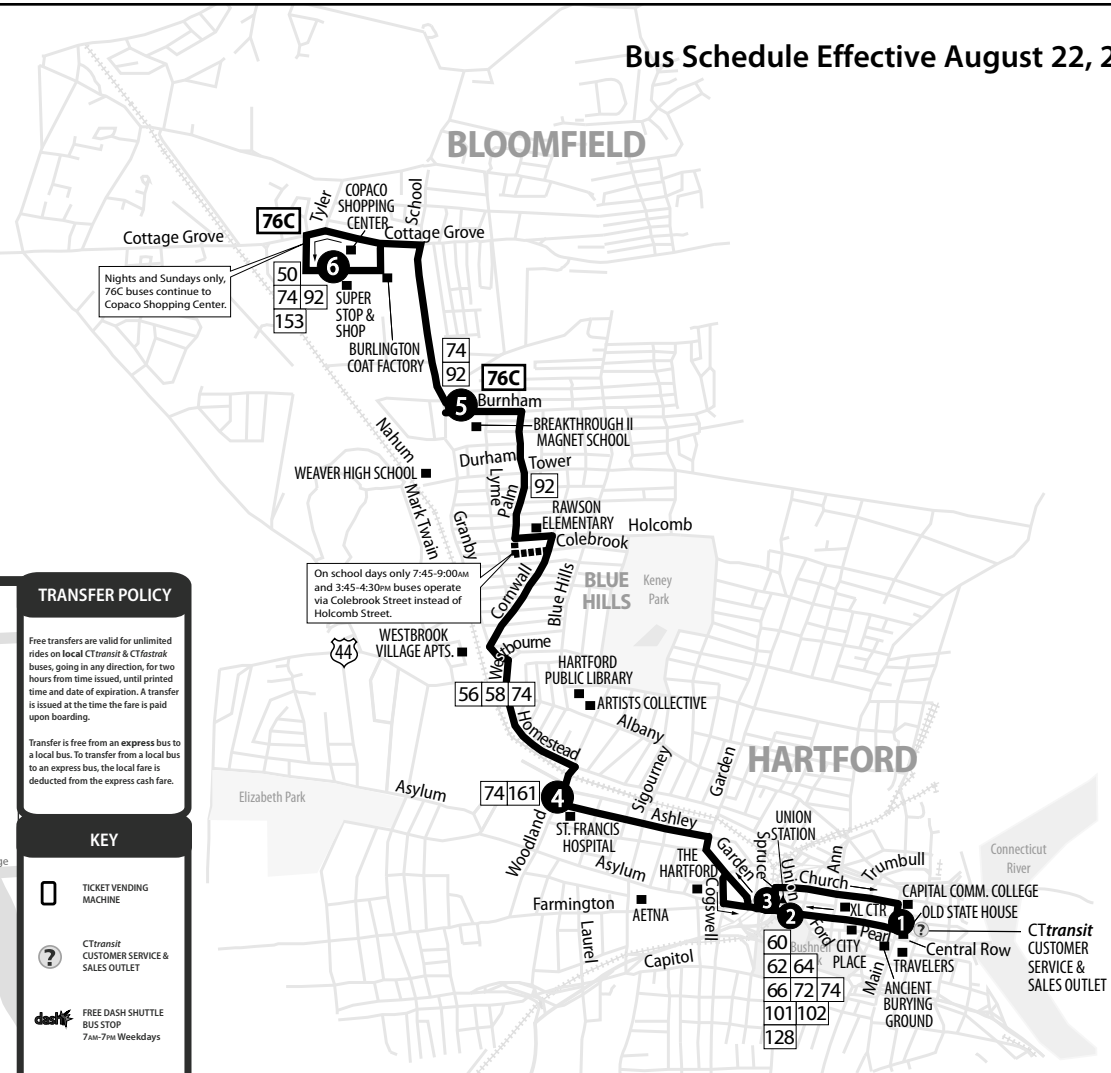 Bus Schedule Effective August 22, 2
BLOOMFIELD
76C
Tyler
COPACO
SHOPPING
CENTER
School
Cottage Grove
Cottage Grove
Nights and Sundays only,
76C buses continue to
Copaco Shopping Center.
6
50
74 92
153
SUPER
STOP &
SHOP
BURLINGTON
COAT FACTORY
74
92
76C
5
Burnham
BREAKTHROUGH II
MAGNET SCHOOL
Nahum
WEAVER HIGH SCHOOL
Mark Twain
Durham
Tower
Lyme
Palm
92
Granby
RAWSON
ELEMENTARY
Holcomb
Colebrook
On school days only 7:45-9:00AM
and 3:45-4:30PM buses operate
via Colebrook Street instead of
Holcomb Street.
Cornwall
Blue Hills
BLUE
HILLS
Keney
Park
44
WESTBROOK
VILLAGE APTS.
Westbourne
HARTFORD
PUBLIC LIBRARY
ARTISTS COLLECTIVE
56 58 74
Homestead
Albany
Sigourney
Garden
HARTFORD
Elizabeth Park
Asylum
74 161
4
Woodland
ST. FRANCIS
HOSPITAL
Ashley
Asylum
Farmington
Laurel
AETNA
THE
HARTFORD
Cogswell
Capitol
Garden
Spruce
UNION
STATION
Union
Ann
Church
Trumbull
Connecticut
River
CAPITAL COMM. COLLEGE
OLD STATE HOUSE
3
2
1
?
XL CTR
Ford
CITY
PLACE
Pearl
Main
Central Row
TRAVELERS
ANCIENT
BURYING
GROUND
CTtransit
CUSTOMER
SERVICE &
SALES OUTLET
60
62 64
66 72 74
101 102
128
TRANSFER POLICY
Free transfers are valid for unlimited
rides on local CTtransit & CTfastrak
buses, going in any direction, for two
hours from time issued, until printed
time and date of expiration. A transfer
is issued at the time the fare is paid
upon boarding.
Transfer is free from an express bus to
a local bus. To transfer from a local bus
to an express bus, the local fare is
deducted from the express cash fare.
KEY
TICKET VENDING
MACHINE
?
CTtransit
CUSTOMER SERVICE &
SALES OUTLET
dash
FREE DASH SHUTTLE
BUS STOP
7AM-7PM Weekdays